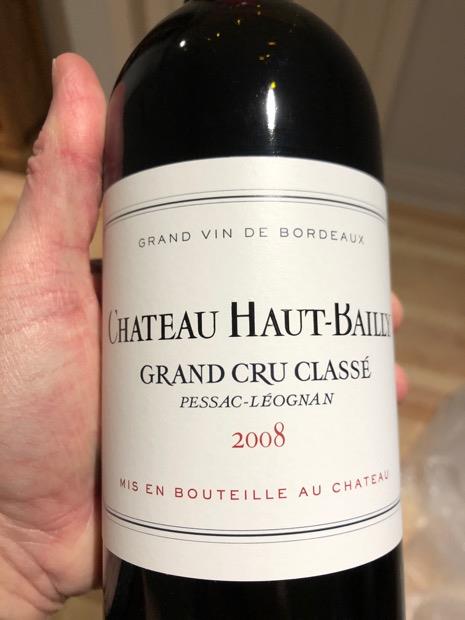 GRAND VIN DE BORDEAUX
CHATEAU HAUT-BAILLY
GRAND CRU CLASSÉ
PESSAC-LÉOGNAN
2008
MIS EN BOUTEILLE AU CHATEAU